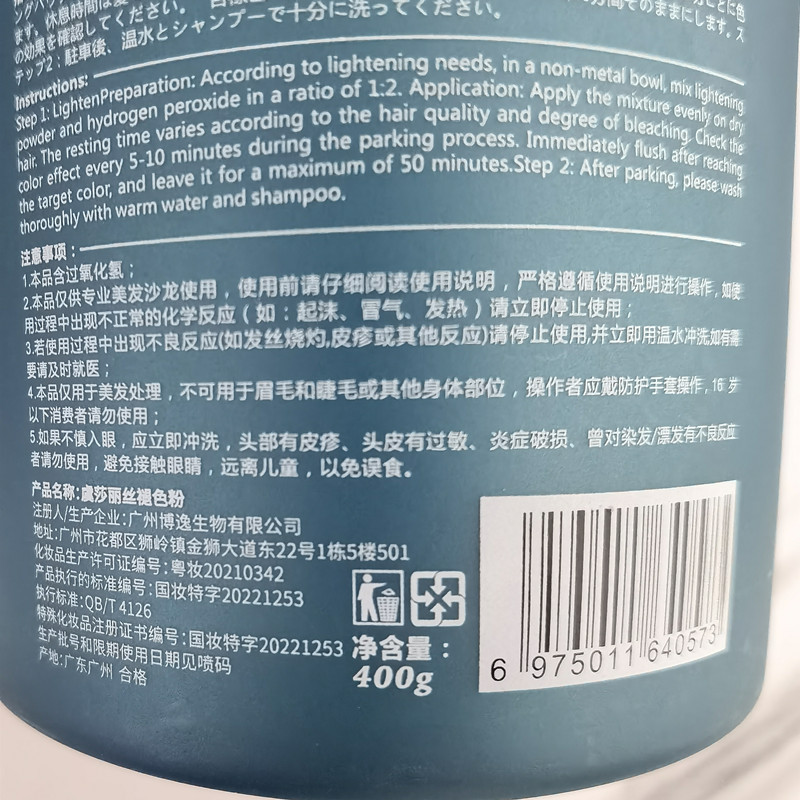 ます。休息時間は
の効果を確認してください。
分間そのままにします。ス
テップ2：駐車後、温水とシャンプーで十分に洗ってください。
Instructions:
Step 1: LightenPreparation: According to lightening needs, in a non-metal bowl, mix lightening
powder and hydrogen peroxide in a ratio of 1:2. Application: Apply the mixture evenly on dry
hair. The resting time varies according to the hair quality and degree of bleaching. Check the
color effect every 5-10 minutes during the parking process. Immediately flush after reaching
the target color, and leave it for a maximum of 50 minutes.Step 2: After parking, please wash
thoroughly with warm water and shampoo.
注意事项：
1.本品含过氧化氢；
2.本品仅供专业美发沙龙使用，使用前请仔细阅读使用说明，严格遵循使用说明进行操作, 如使
用过程中出现不正常的化学反应（如：起沫、冒气、发热）请立即停止使用；
3.若使用过程中出现不良反应(如发丝烧灼,皮疹或其他反应)请停止使用,并立即用温水冲洗,如有需
要请及时就医；
4.本品仅用于美发处理，不可用于眉毛和睫毛或其他身体部位，操作者应戴防护手套操作, 16 岁
以下消费者请勿使用；
5.如果不慎入眼，应立即冲洗，头部有皮疹、头皮有过敏、炎症破损、曾对染发/漂发有不良反应
者请勿使用，避免接触眼睛，远离儿童，以免误食。
产品名称:虞莎丽丝褪色粉
注册人/生产企业:广州博逸生物有限公司
地址:广州市花都区狮岭镇金狮大道东22号1栋5楼501
化妆品生产许可证编号:粤妆20210342
产品执行的标准编号:国妆特字20221253
执行标准:QB/T 4126
特殊化妆品注册证书编号:国妆特字20221253
生产批号和限期使用日期见喷码
产地:广东广州 合格
净含量：
400g
6 975011 640573